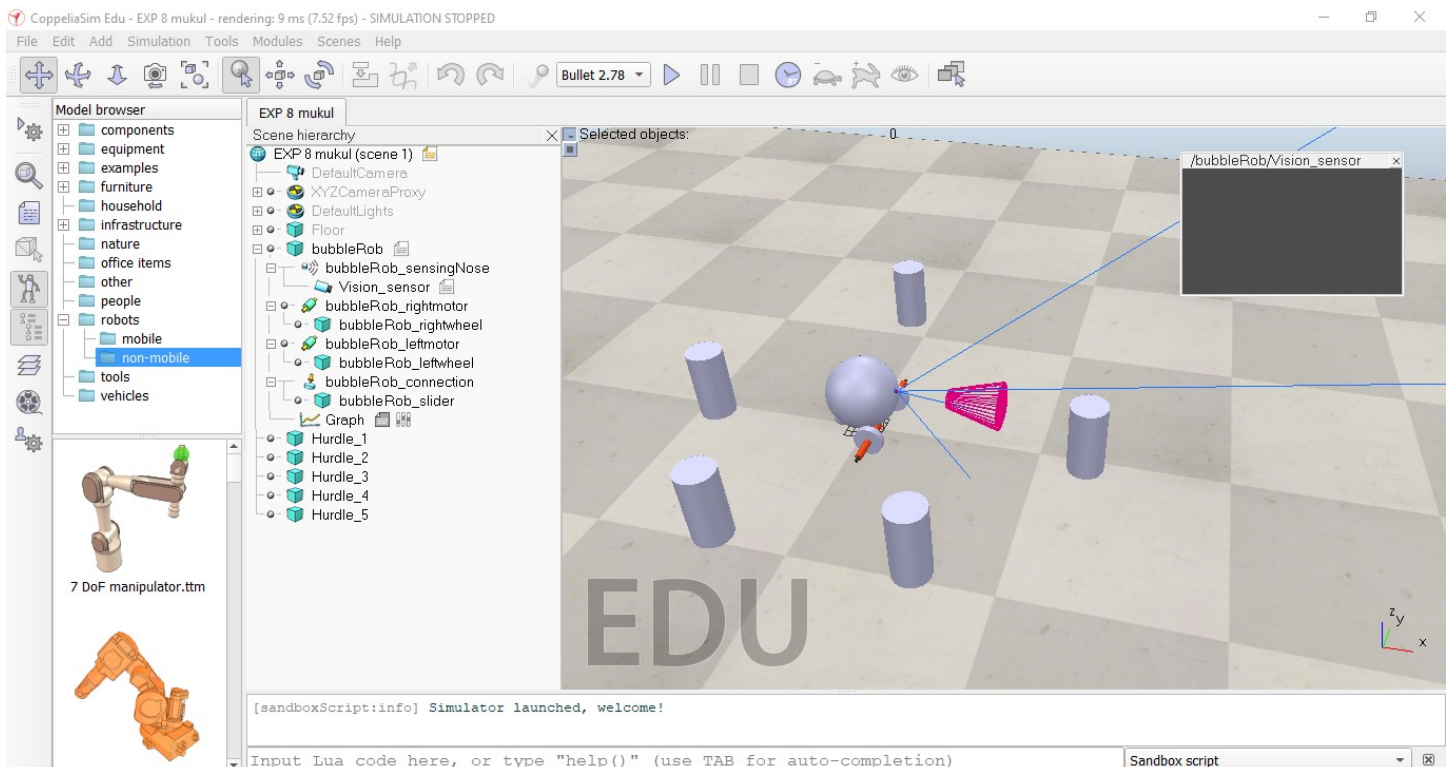 CoppeliaSim Edu - EXP 8 mukul - rendering: 9 ms (7.52 fps) - SIMULATION STOPPED
File Edit Add Simulation Tools Modules Scenes Help
Bullet 2.78
Model browser
components
equipment
examples
furniture
household
infrastructure
nature
office items
other
people
robots
mobile
non-mobile
tools
vehicles
7 DoF manipulator.ttm
EXP 8 mukul
Scene hierarchy
EXP 8 mukul (scene 1)
DefaultCamera
XYZCameraProxy
DefaultLights
Floor
bubbleRob
bubbleRob_sensingNose
Vision_sensor
bubbleRob_rightmotor
bubbleRob_rightwheel
bubbleRob_leftmotor
bubbleRob_leftwheel
bubbleRob_connection
bubbleRob_slider
Graph
Hurdle_1
Hurdle_2
Hurdle_3
Hurdle_4
Hurdle_5
Selected objects: 0
/bubbleRob/Vision_sensor
EDU
z
y
x
[sandboxScript:info] Simulator launched, welcome!
Input Lua code here, or type "help()" (use TAB for auto-completion)
Sandbox script